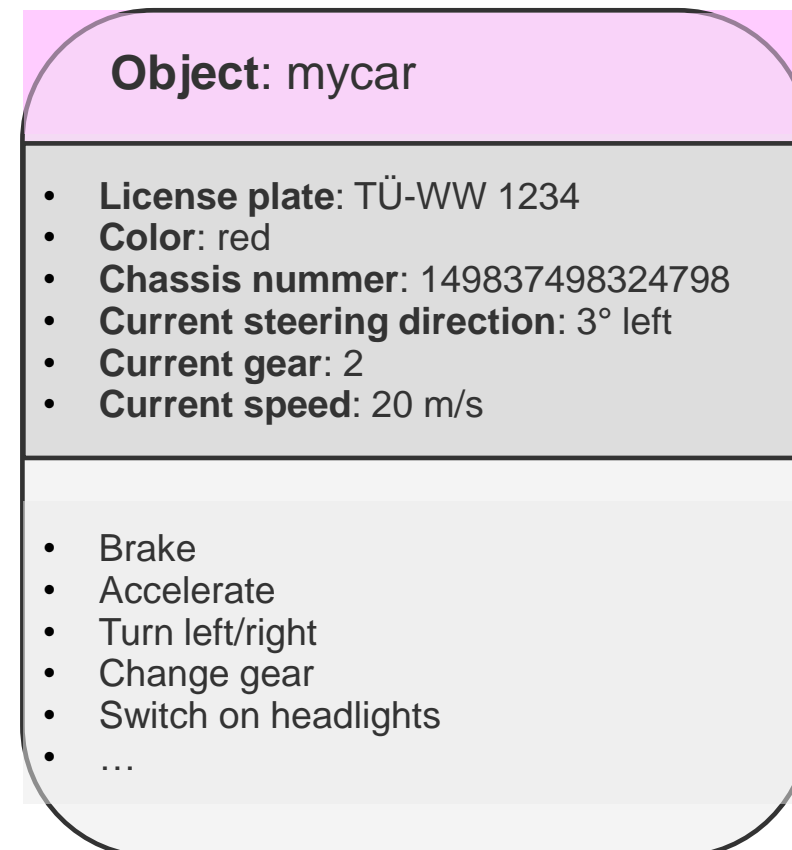 Object: mycar
• License plate: TÜ-WW 1234
• Color: red
• Chassis nummer: 149837498324798
• Current steering direction: 3° left
• Current gear: 2
• Current speed: 20 m/s
• Brake
• Accelerate
• Turn left/right
• Change gear
• Switch on headlights
• …